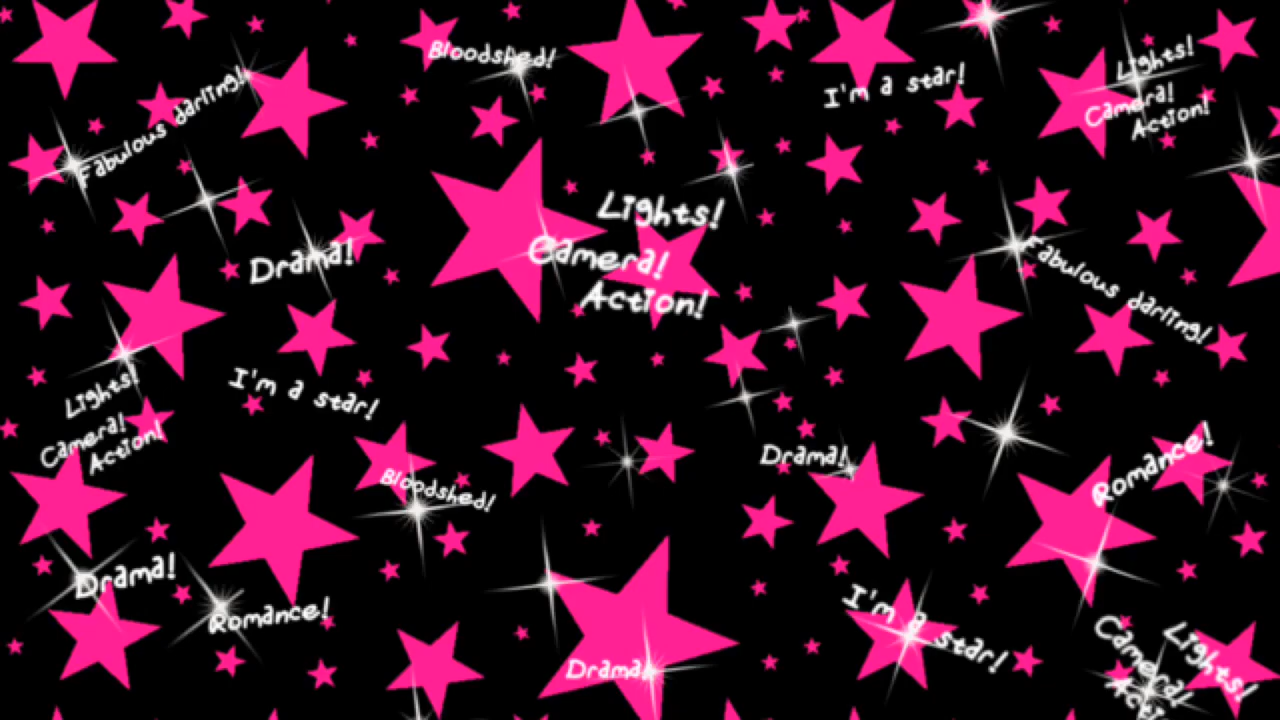 Bloodshed!
I'm a star!
Lights!
Camera!
Action!
Fabulous darling!
Lights!
Camera!
Action!
Drama!
Fabulous darling!
Lights!
Camera!
Action!
I'm a star!
Bloodshed!
Drama!
Romance!
Drama!
Romance!
I'm a star!
Drama!
Lights!
Camera!
Acti